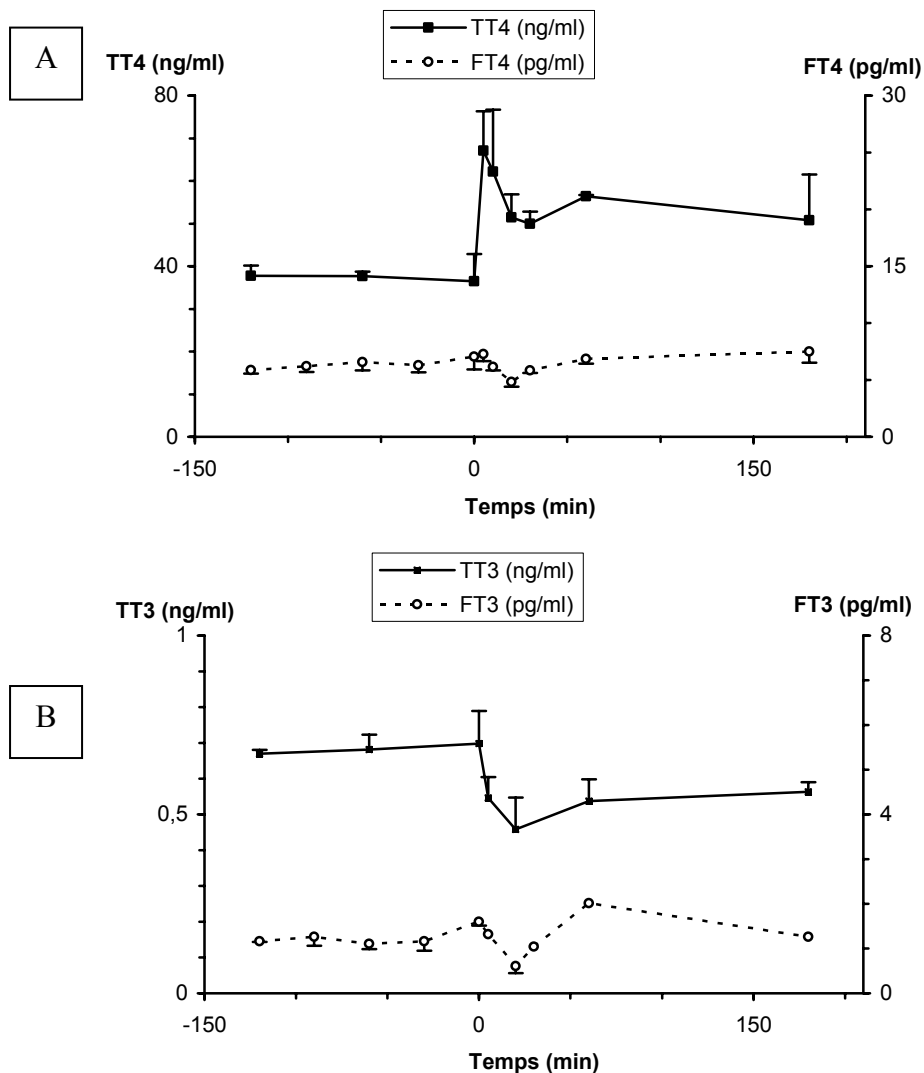 A
TT4 (ng/ml)
FT4 (pg/ml)
TT4 (ng/ml)
FT4 (pg/ml)
80
40
0
30
15
0
-150
0
150
Temps (min)
B
TT3 (ng/ml)
FT3 (pg/ml)
TT3 (ng/ml)
FT3 (pg/ml)
1
0,5
0
8
4
0
-150
0
150
Temps (min)